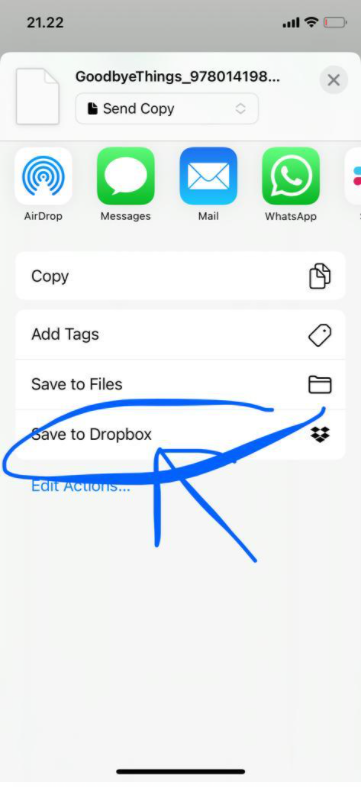 21.22
GoodbyeThings_978014198...
Send Copy
AirDrop
Messages
Mail
WhatsApp
Copy
Add Tags
Save to Files
Save to Dropbox
Edit Actions...